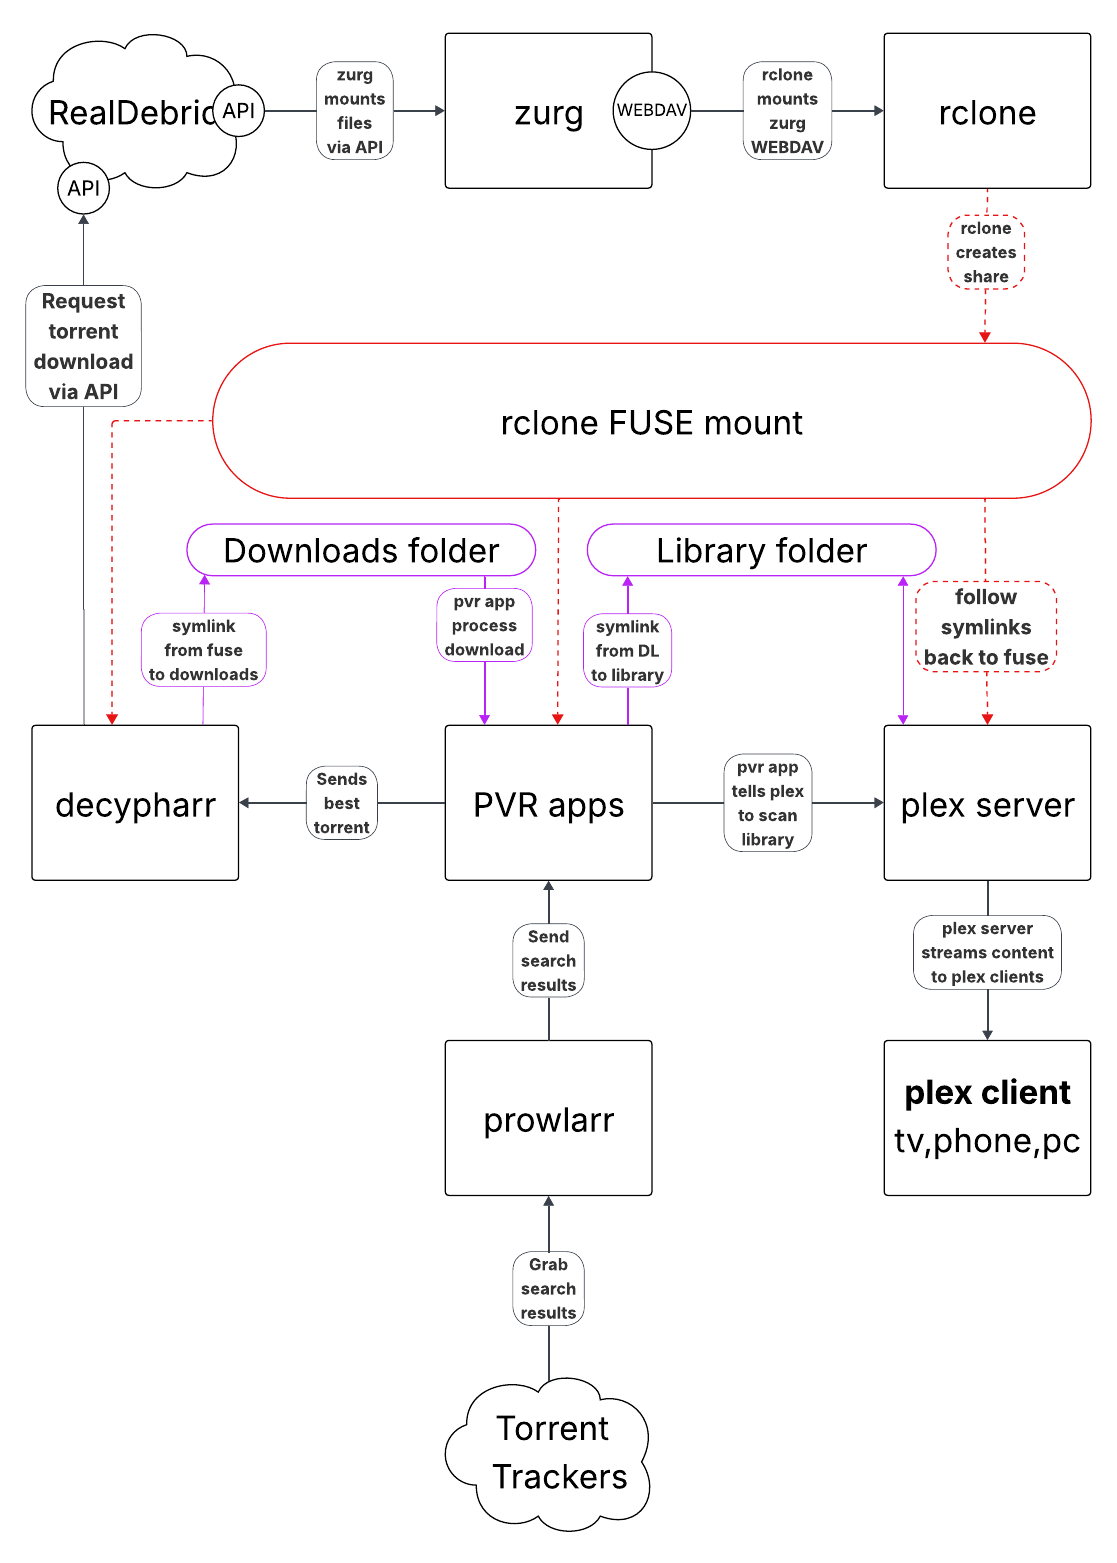 RealDebrid
API
API
zurg
mounts
files
via API
zurg
WEBDAV
rclone
mounts
zurg
WEBDAV
rclone
rclone
creates
share
Request
torrent
download
via API
rclone FUSE mount
Downloads folder
Library folder
symlink
from fuse
to downloads
pvr app
process
download
symlink
from DL
to library
follow
symlinks
back to fuse
decypharr
Sends
best
torrent
PVR apps
pvr app
tells plex
to scan
library
plex server
Send
search
results
plex server
streams content
to plex clients
prowlarr
plex client
tv,phone,pc
Grab
search
results
Torrent
Trackers